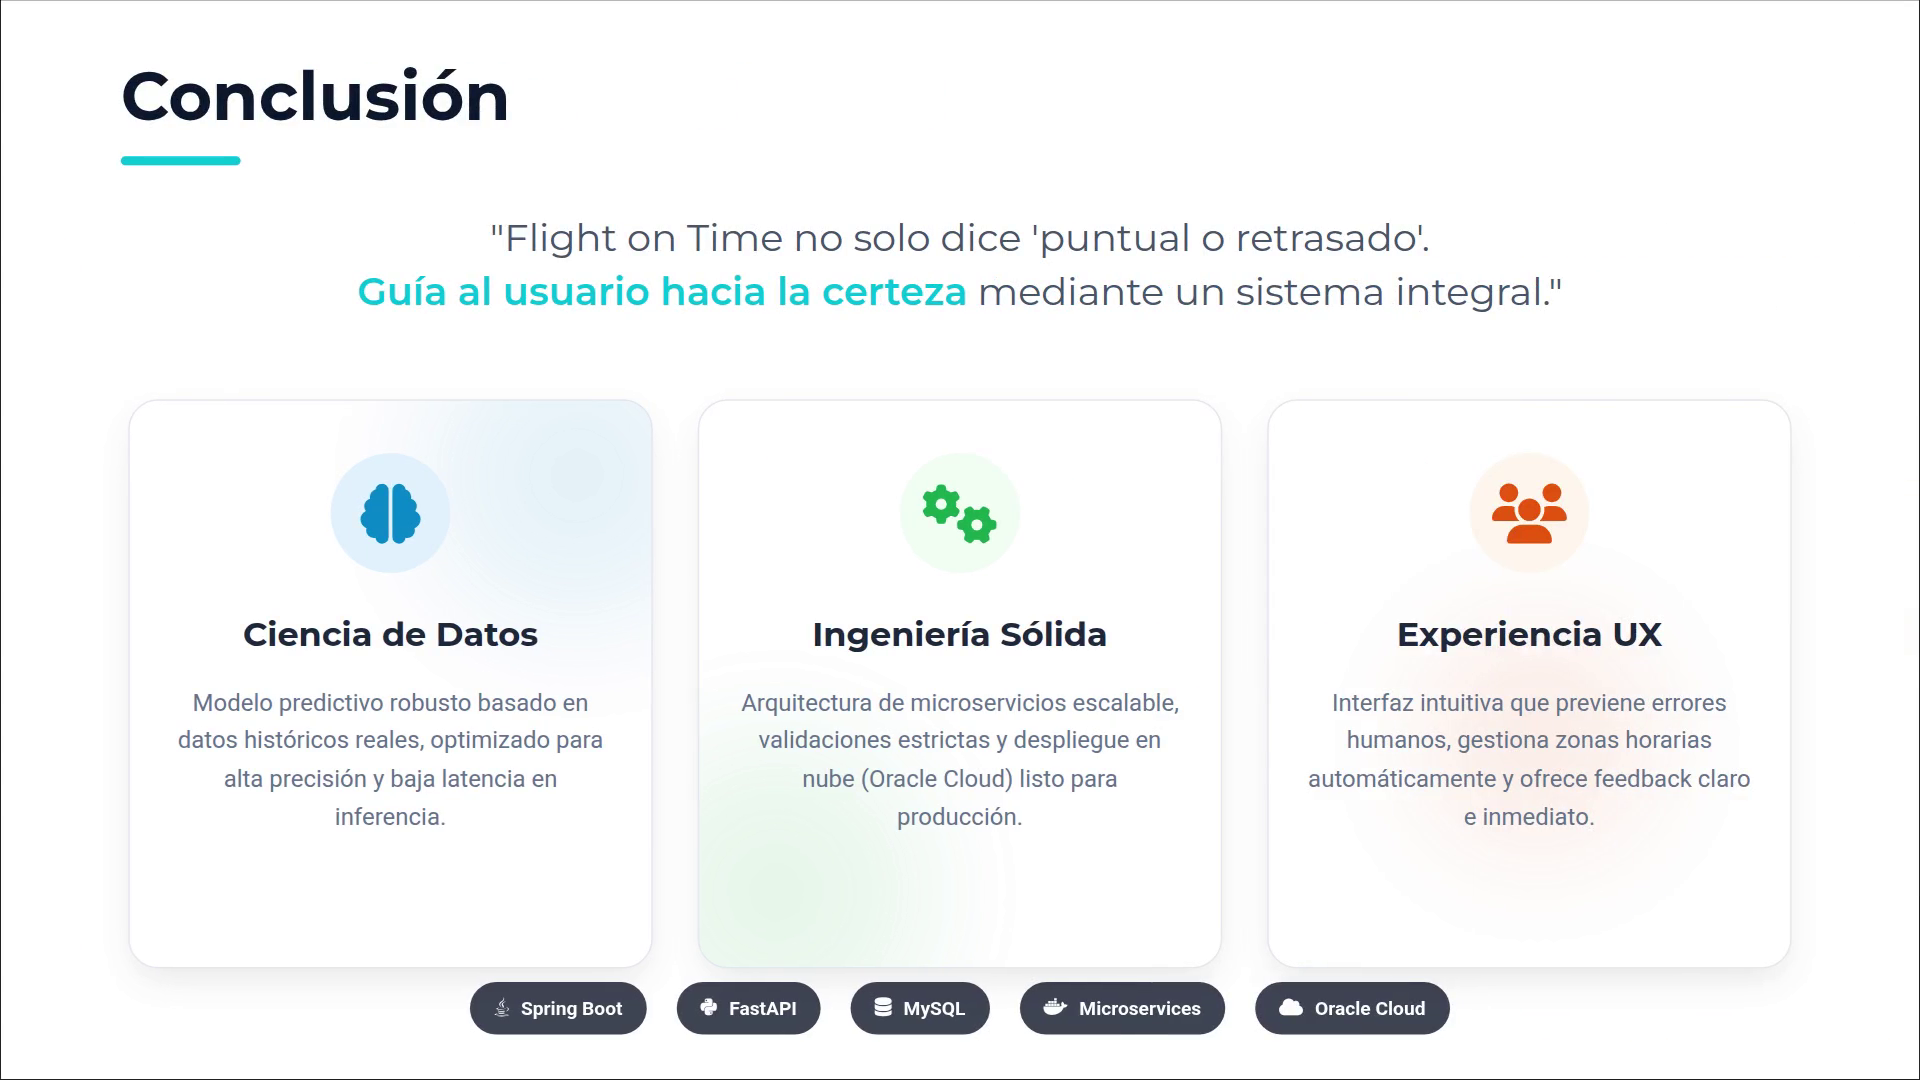 Conclusión
"Flight on Time no solo dice 'puntual o retrasado'.
Guía al usuario hacia la certeza mediante un sistema integral."
Ciencia de Datos
Modelo predictivo robusto basado en
datos históricos reales, optimizado para
alta precisión y baja latencia en
inferencia.
Ingeniería Sólida
Arquitectura de microservicios escalable,
validaciones estrictas y despliegue en
nube (Oracle Cloud) listo para
producción.
Experiencia UX
Interfaz intuitiva que previene errores
humanos, gestiona zonas horarias
automáticamente y ofrece feedback claro
e inmediato.
Spring Boot
FastAPI
MySQL
Microservices
Oracle Cloud